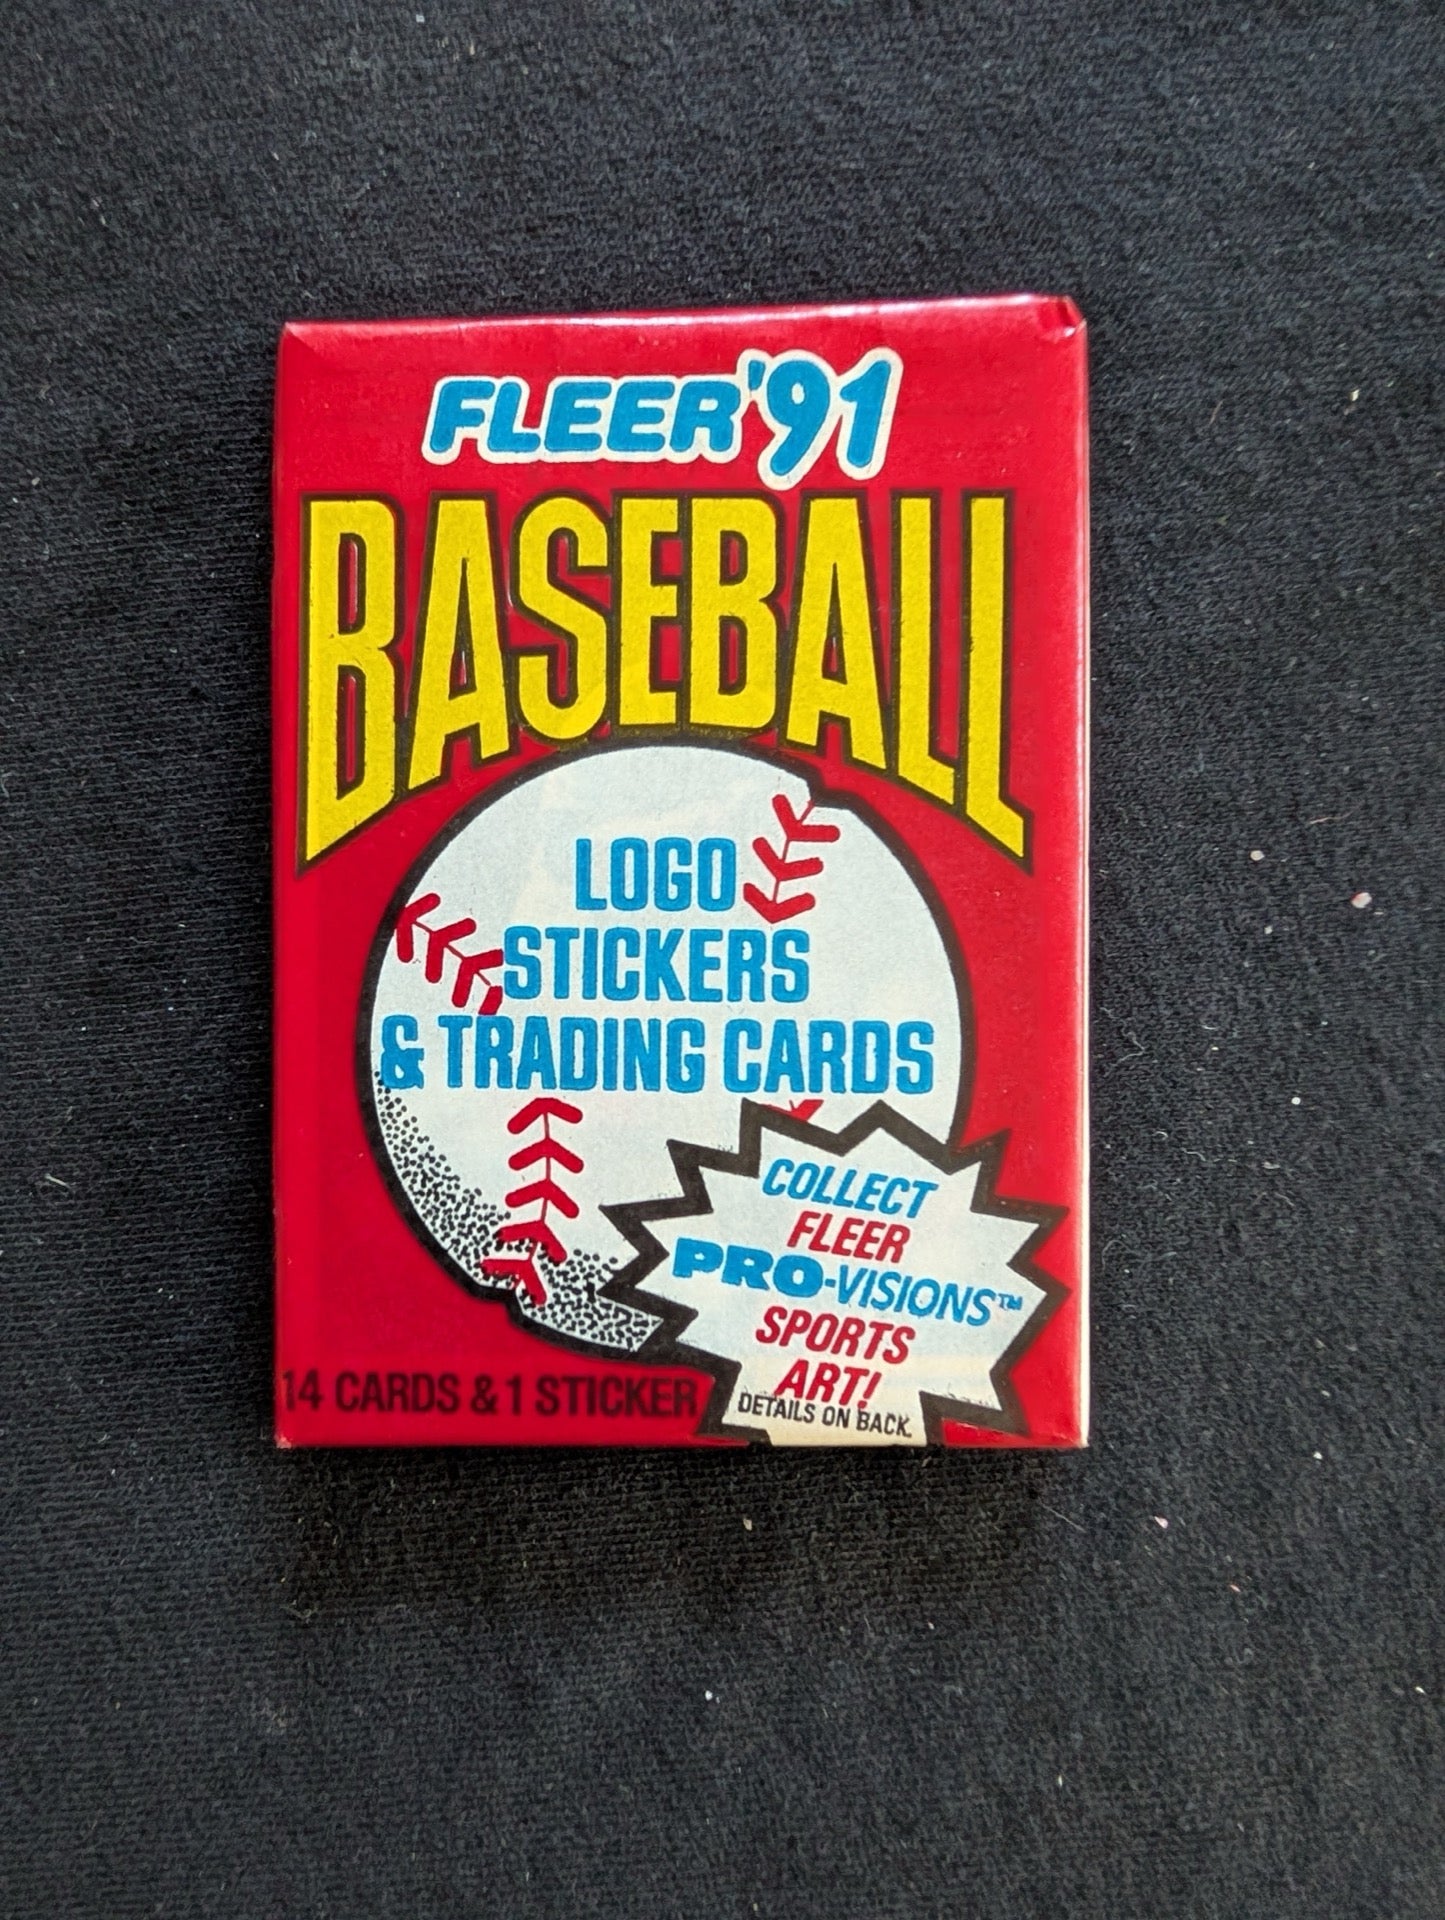 FLEER '91
BASEBALL
LOGO
STICKERS
& TRADING CARDS
COLLECT
FLEER
PRO-VISIONS™
SPORTS
ART!
DETAILS ON BACK.
14 CARDS & 1 STICKER